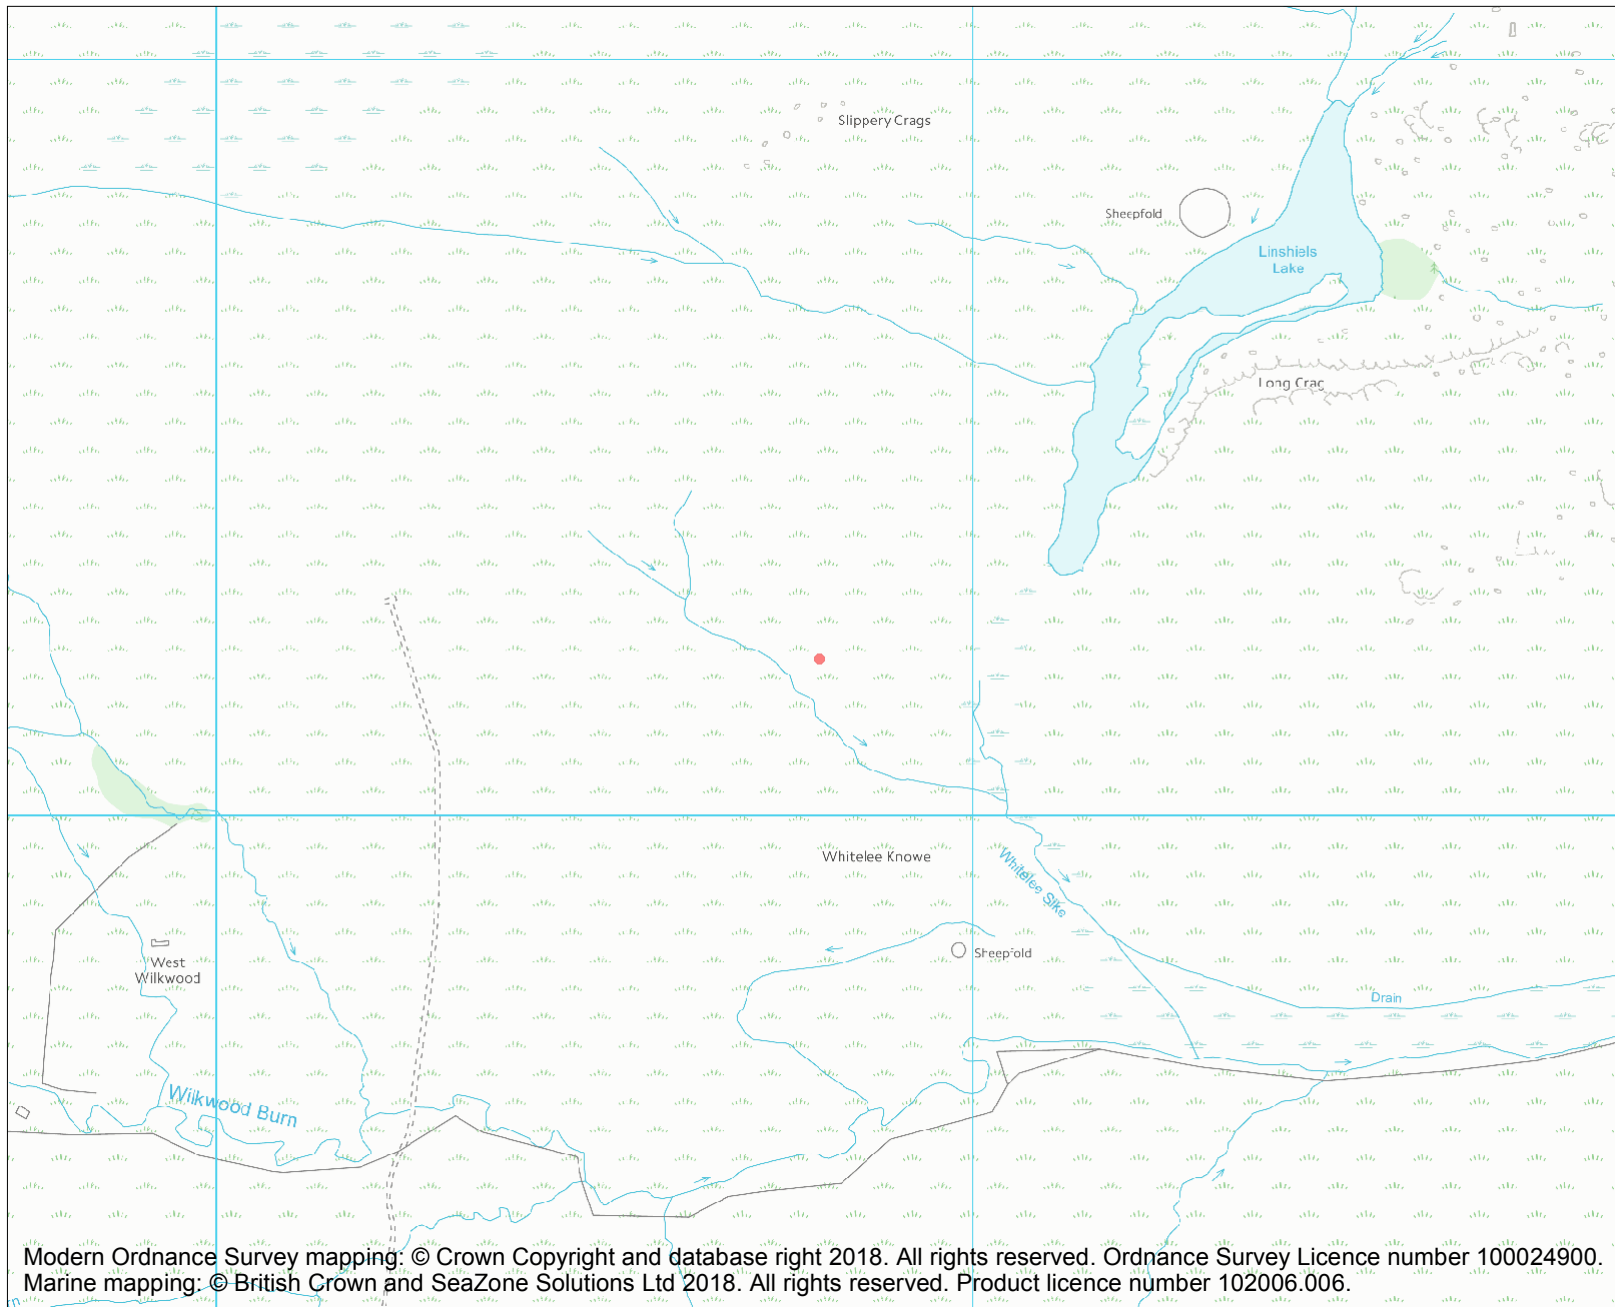 Slippery Crags
Sheepfold
Linshiels
Lake
Long Crag
Whitelee Knowe
Whitelee Sike
Sheepfold
West
Wilkwood
Drain
Wilkwood Burn
Modern Ordnance Survey mapping: © Crown Copyright and database right 2018. All rights reserved. Ordnance Survey Licence number 100024900.
Marine mapping: © British Crown and SeaZone Solutions Ltd 2018. All rights reserved. Product licence number 102006.006.